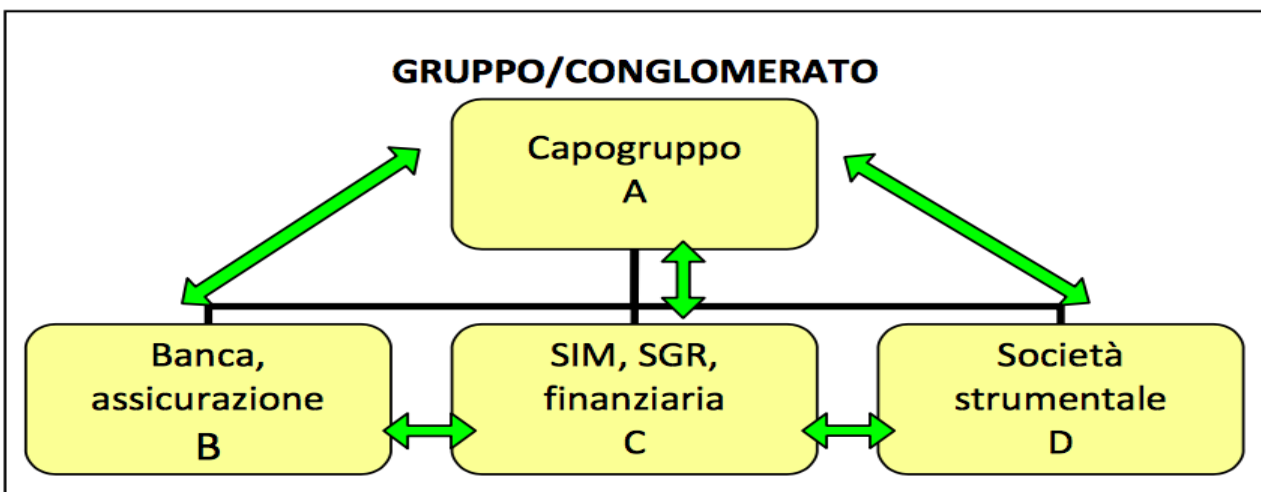 GRUPPO/CONGLOMERATO
Capogruppo
A
Banca,
assicurazione
B
SIM, SGR,
finanziaria
C
Società
strumentale
D